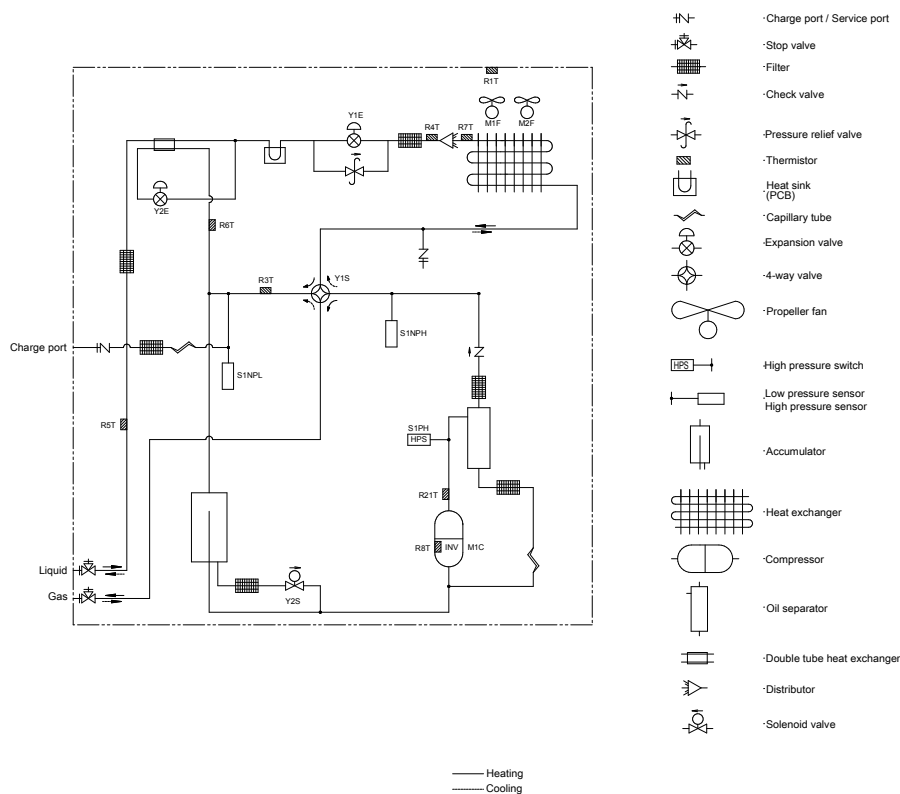 R1T
M1F
M2F
Y1E
R4T
R7T
Y2E
R6T
R3T
Y1S
S1NPH
Charge port
S1NPL
R5T
S1PH
HPS
R21T
R8T
INV
M1C
Liquid
Gas
Y2S
·Charge port / Service port
·Stop valve
·Filter
·Check valve
·Pressure relief valve
·Thermistor
·Heat sink
(PCB)
·Capillary tube
·Expansion valve
·4-way valve
·Propeller fan
HPS
·High pressure switch
·Low pressure sensor
High pressure sensor
·Accumulator
·Heat exchanger
·Compressor
·Oil separator
·Double tube heat exchanger
·Distributor
·Solenoid valve
Heating
Cooling